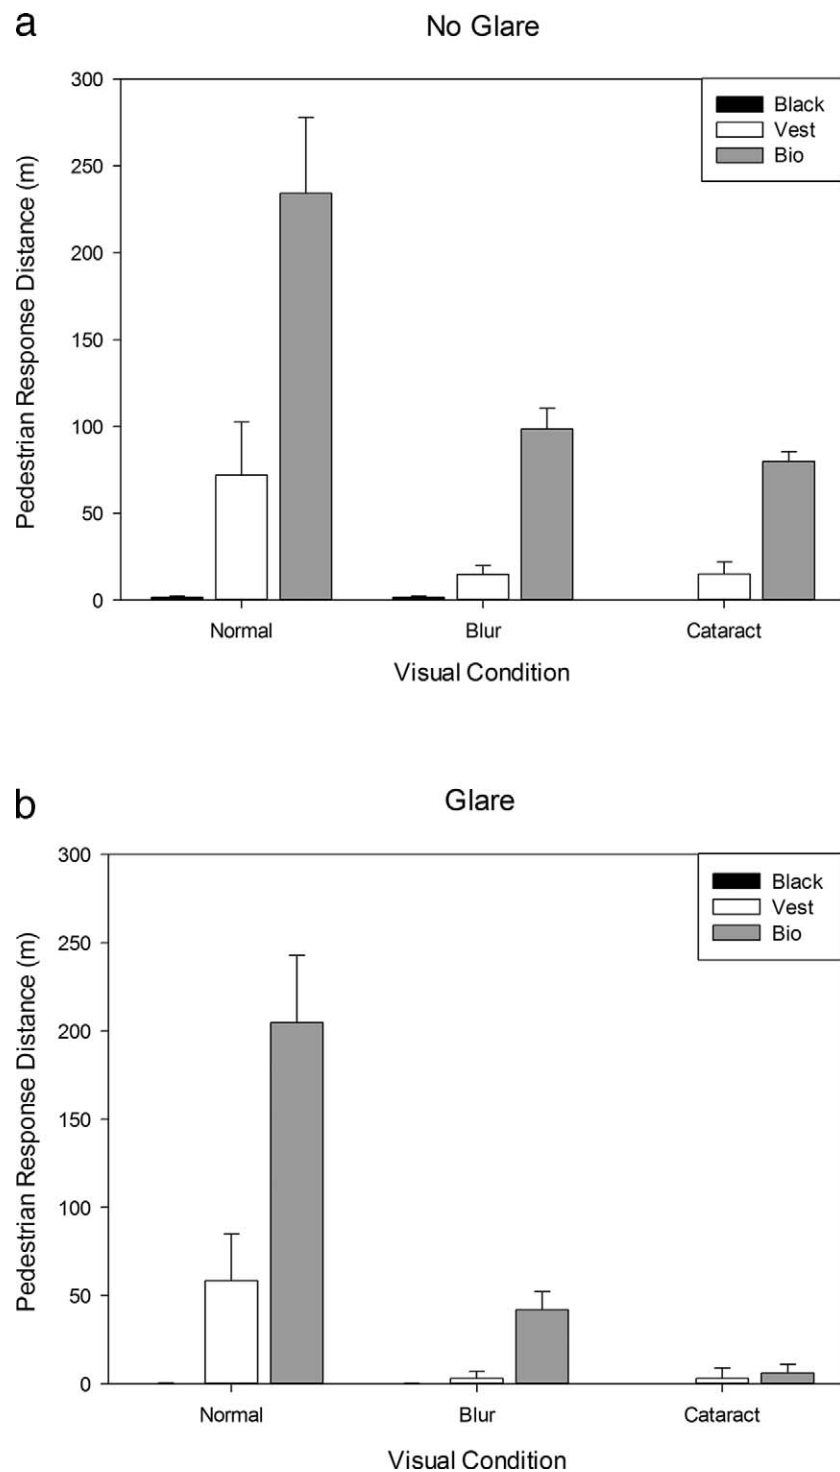 a
No Glare
300
250
200
150
100
50
0
Pedestrian Response Distance (m)
Black
Vest
Bio
Normal
Blur
Cataract
Visual Condition
b
Glare
300
250
200
150
100
50
0
Pedestrian Response Distance (m)
Black
Vest
Bio
Normal
Blur
Cataract
Visual Condition